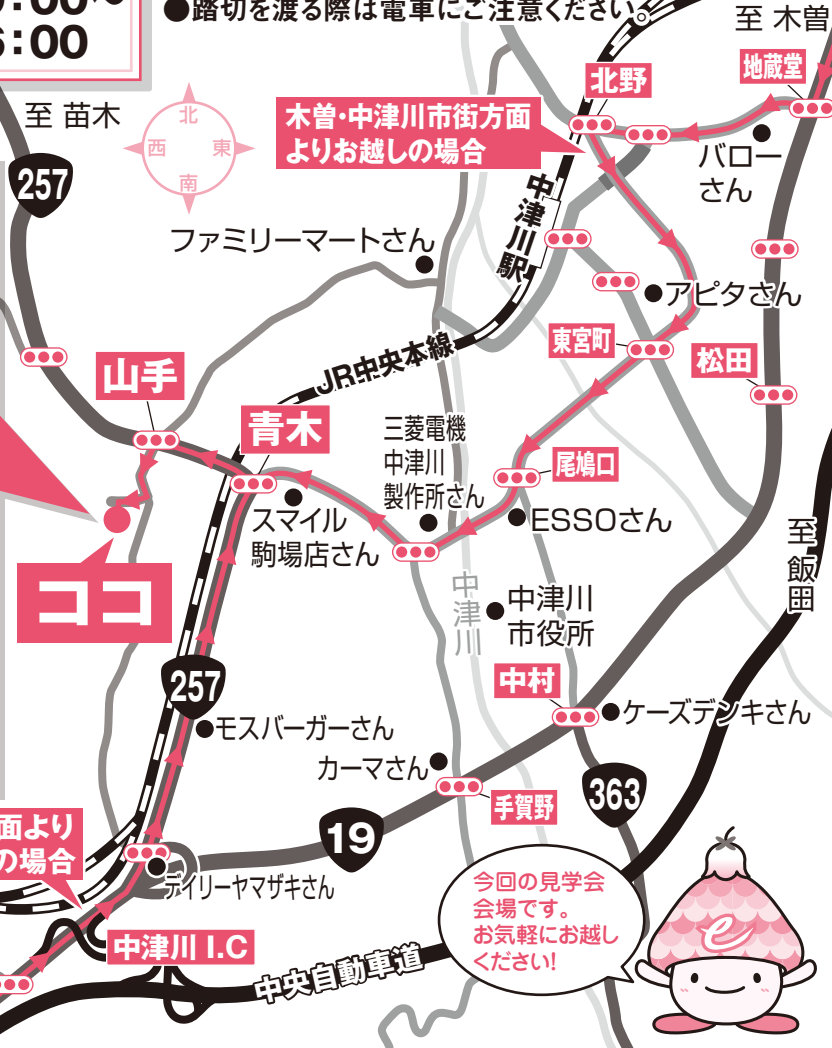 :00〜
:00
●踏切を渡る際は電車にご注意ください。
至 木曽
至 苗木
北
西
東
南
257
木曽・中津川市街方面
よりお越しの場合
北野
地蔵堂
バロー
さん
中津川駅
ファミリーマートさん
アピタさん
東宮町
松田
JR中央本線
山手
青木
三菱電機
中津川
製作所さん
尾鳩口
スマイル
駒場店さん
ESSOさん
至飯田
ココ
中津川
中津川
市役所
257
中村
モスバーガーさん
ケーズデンキさん
カーマさん
手賀野
363
19
面より
の場合
デイリーヤマザキさん
中津川 I.C
中央自動車道
今回の見学会
会場です。
お気軽にお越し
ください!
e